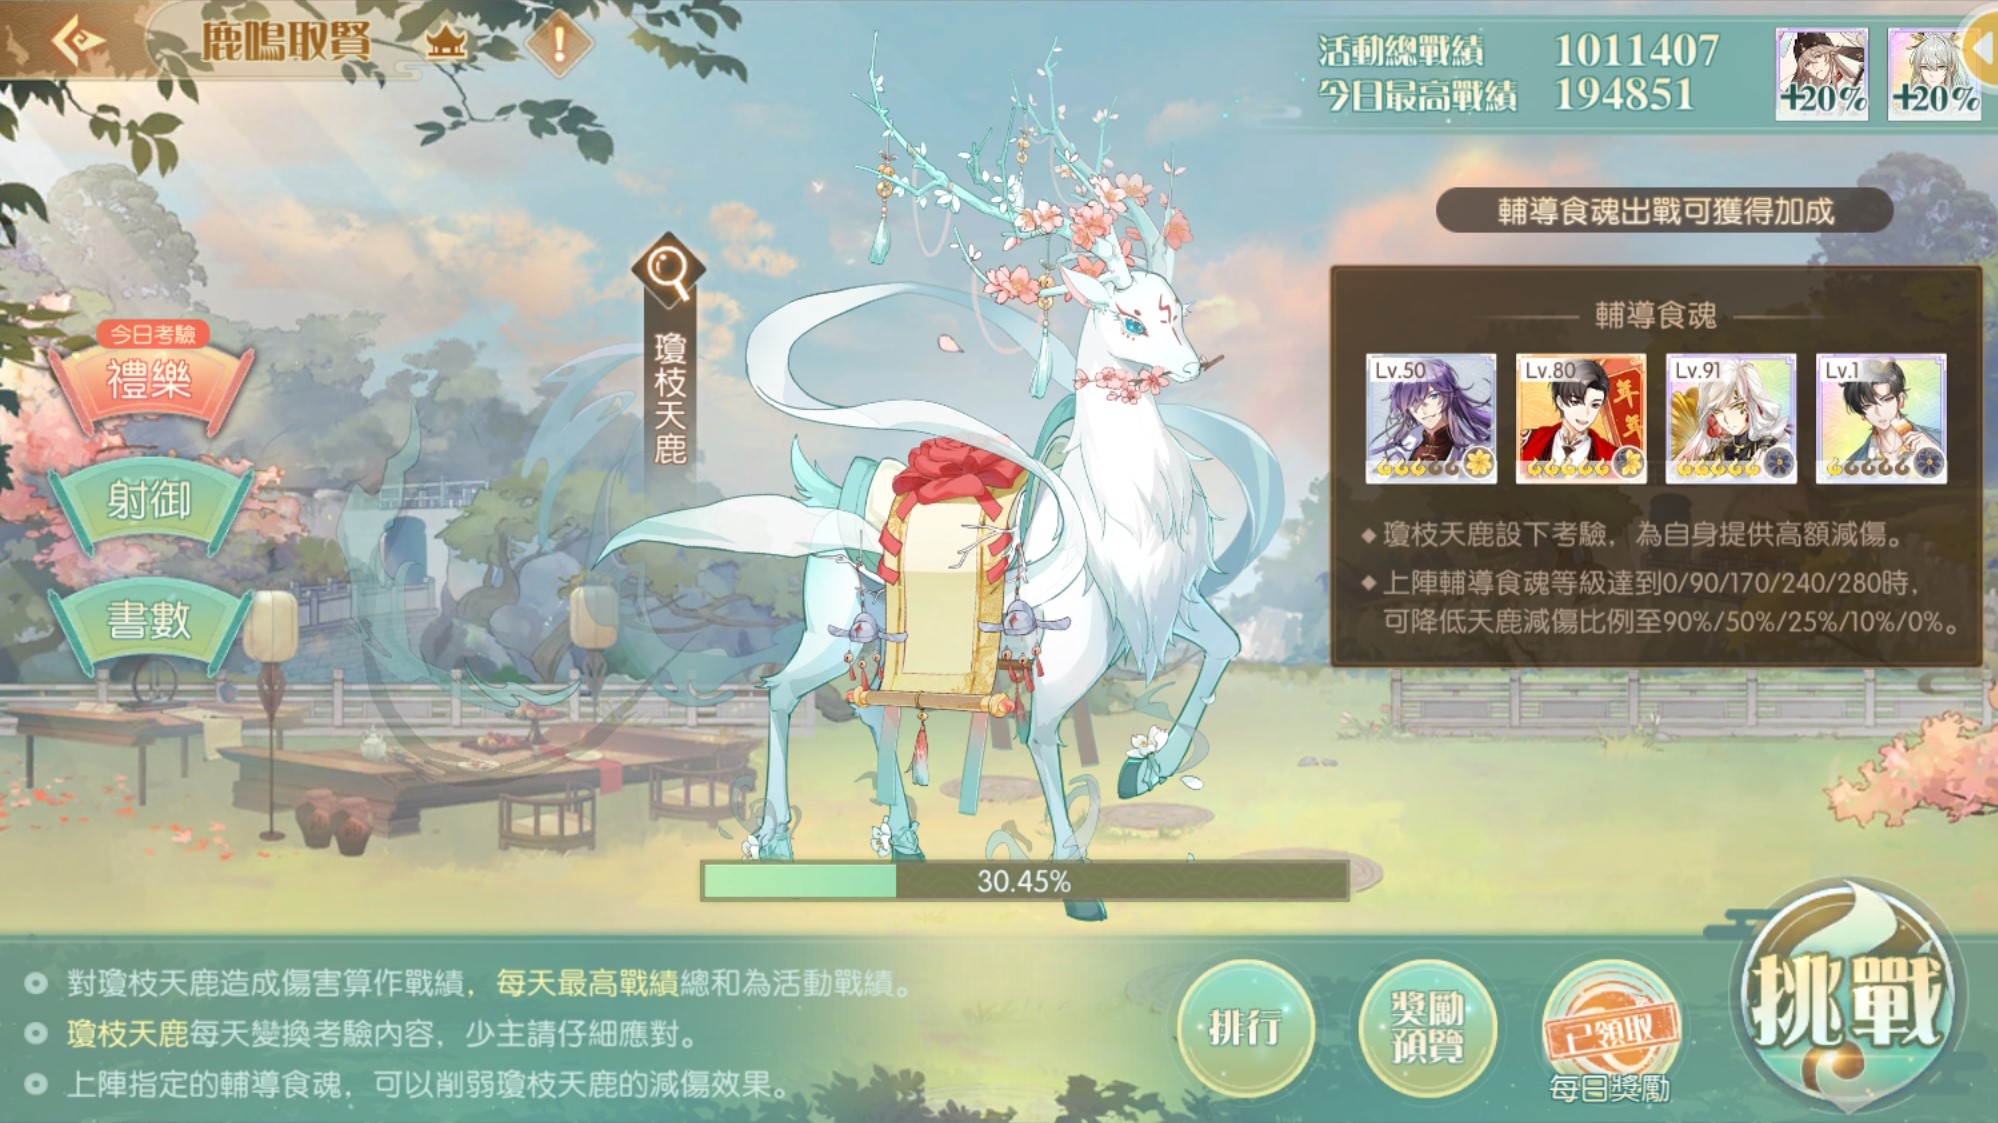 鹿鳴取賢
!
活動總戰績 1011407
今日最高戰績 194851
+20%
+20%
輔導食魂出戰可獲得加成
輔導食魂
Lv.50
Lv.80
年年
Lv.91
Lv.1
瓊枝天鹿設下考驗，為自身提供高額減傷。
上陣輔導食魂等級達到0/90/170/240/280時，
可降低天鹿減傷比例至90%/50%/25%/10%/0%。
瓊枝天鹿
今日考驗
禮樂
射御
書數
30.45%
對瓊枝天鹿造成傷害算作戰績，每天最高戰績總和為活動戰績。
瓊枝天鹿每天變換考驗內容，少主請仔細應對。
上陣指定的輔導食魂，可以削弱瓊枝天鹿的減傷效果。
排行
獎勵
預覽
已領取
每日獎勵
挑戰